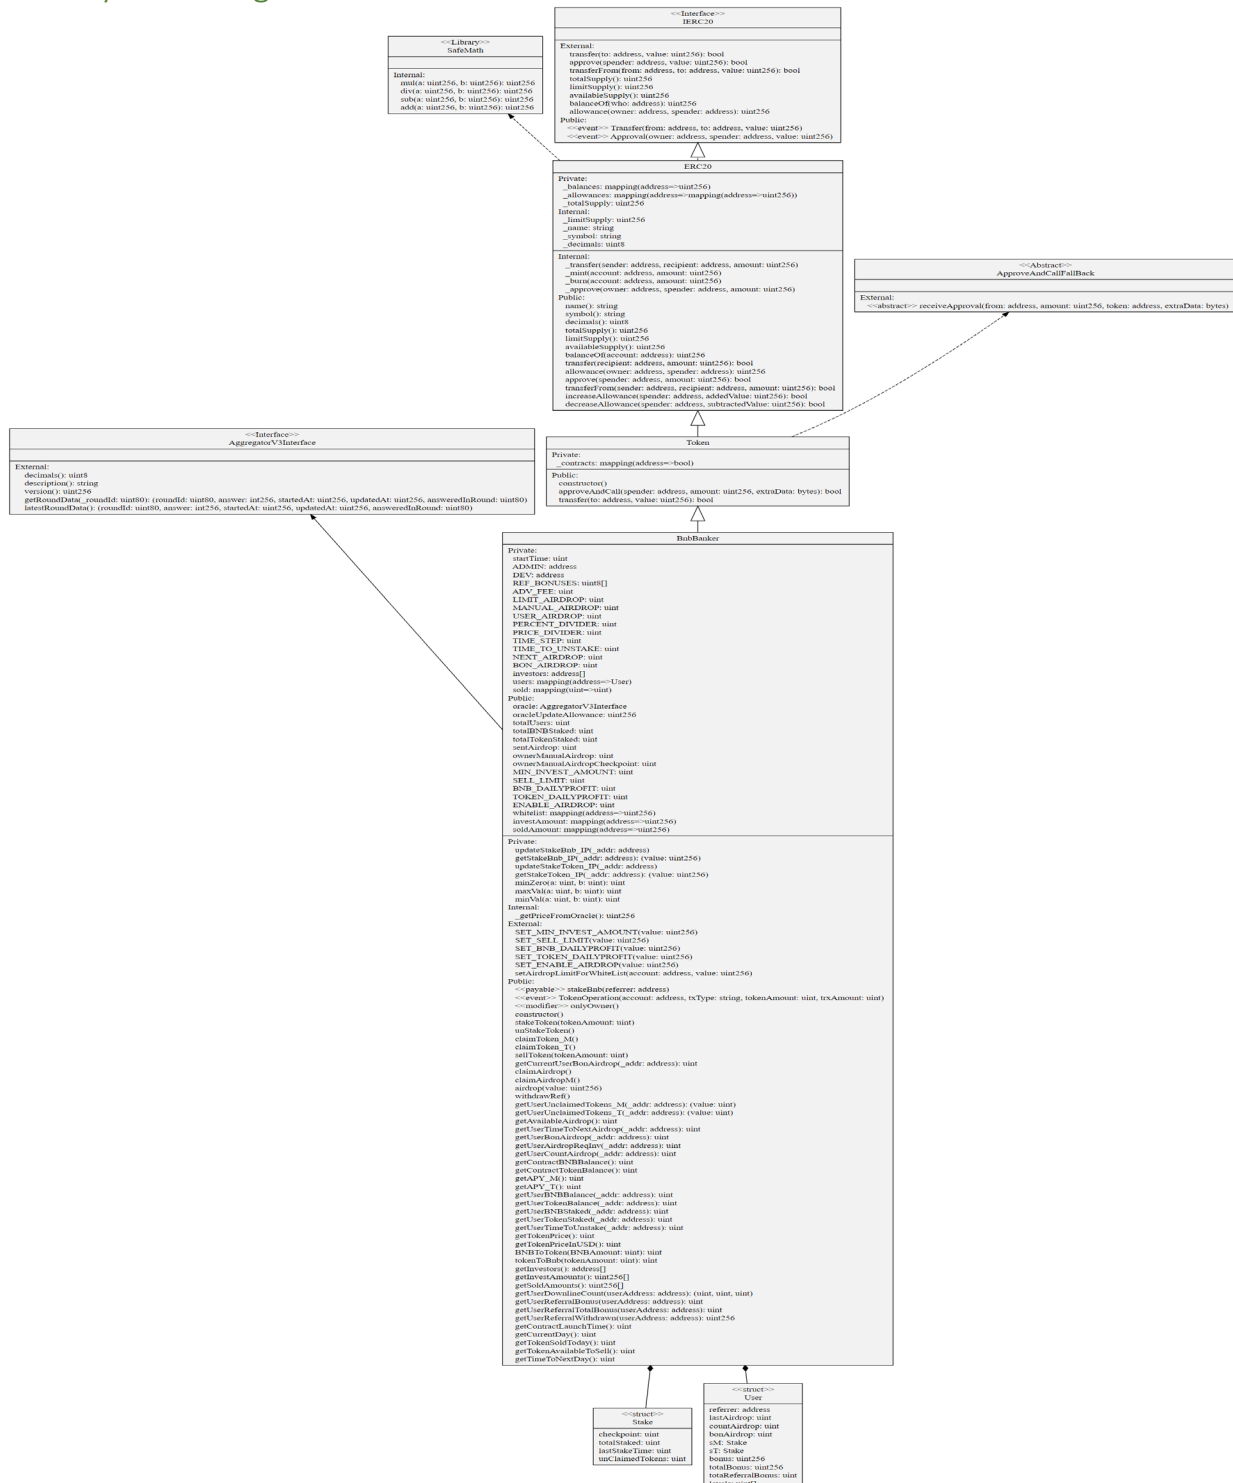 <<Interface>>
IERC20
External:
transfer(to: address, value: uint256): bool
approve(spender: address, value: uint256): bool
transferFrom(from: address, to: address, value: uint256): bool
totalSupply(): uint256
limitSupply(): uint256
availableSupply(): uint256
balanceOf(who: address): uint256
allowance(owner: address, spender: address): uint256
Public:
<<event>> Transfer(from: address, to: address, value: uint256)
<<event>> Approval(owner: address, spender: address, value: uint256)
<<Library>>
SafeMath
Internal:
mul(a: uint256, b: uint256): uint256
div(a: uint256, b: uint256): uint256
sub(a: uint256, b: uint256): uint256
add(a: uint256, b: uint256): uint256
ERC20
Private:
_balances: mapping(address=>uint256)
_allowances: mapping(address=>mapping(address=>uint256))
_totalSupply: uint256
Internal:
_limitSupply: uint256
_name: string
_symbol: string
_decimals: uint8
Internal:
_transfer(sender: address, recipient: address, amount: uint256)
_mint(account: address, amount: uint256)
_burn(account: address, amount: uint256)
_approve(owner: address, spender: address, amount: uint256)
Public:
name(): string
symbol(): string
decimals(): uint8
totalSupply(): uint256
limitSupply(): uint256
availableSupply(): uint256
balanceOf(account: address): uint256
transfer(recipient: address, amount: uint256): bool
allowance(owner: address, spender: address): uint256
approve(spender: address, amount: uint256): bool
transferFrom(sender: address, recipient: address, amount: uint256): bool
increaseAllowance(spender: address, addedValue: uint256): bool
decreaseAllowance(spender: address, subtractedValue: uint256): bool
<<Abstract>>
ApproveAndCallFallBack
External:
<<abstract>> receiveApproval(from: address, amount: uint256, token: address, extraData: bytes)
<<Interface>>
AggregatorV3Interface
External:
decimals(): uint8
description(): string
version(): uint256
getRoundData(_roundId: uint80): (roundId: uint80, answer: int256, startedAt: uint256, updatedAt: uint256, answeredInRound: uint80)
latestRoundData(): (roundId: uint80, answer: int256, startedAt: uint256, updatedAt: uint256, answeredInRound: uint80)
Token
Private:
_contracts: mapping(address=>bool)
Public:
constructor()
approveAndCall(spender: address, amount: uint256, extraData: bytes): bool
transfer(to: address, value: uint256): bool
BnbBanker
Private:
startTime: uint
ADMIN: address
DEV: address
REF_BONUSES: uint8[]
ADV_FEE: uint
LIMIT_AIRDROP: uint
MANUAL_AIRDROP: uint
USER_AIRDROP: uint
PERCENT_DIVIDER: uint
PRICE_DIVIDER: uint
TIME_STEP: uint
TIME_TO_UNSTAKE: uint
NEXT_AIRDROP: uint
BON_AIRDROP: uint
investors: address[]
users: mapping(address=>User)
sold: mapping(uint=>uint)
Public:
oracle: AggregatorV3Interface
oracleUpdateAllowance: uint256
totalUsers: uint
totalBNBStaked: uint
totalTokenStaked: uint
sentAirdrop: uint
ownerManualAirdrop: uint
ownerManualAirdropCheckpoint: uint
MIN_INVEST_AMOUNT: uint
SELL_LIMIT: uint
BNB_DAILYPROFIT: uint
TOKEN_DAILYPROFIT: uint
ENABLE_AIRDROP: uint
whitelist: mapping(address=>uint256)
investAmount: mapping(address=>uint256)
soldAmount: mapping(address=>uint256)
Private:
updateStakeBnb_IP(_addr: address)
getStakeBnb_IP(_addr: address): (value: uint256)
updateStakeToken_IP(_addr: address)
getStakeToken_IP(_addr: address): (value: uint256)
minZero(a: uint, b: uint): uint
maxVal(a: uint, b: uint): uint
minVal(a: uint, b: uint): uint
Internal:
_getPriceFromOracle(): uint256
External:
SET_MIN_INVEST_AMOUNT(value: uint256)
SET_SELL_LIMIT(value: uint256)
SET_BNB_DAILYPROFIT(value: uint256)
SET_TOKEN_DAILYPROFIT(value: uint256)
SET_ENABLE_AIRDROP(value: uint256)
setAirdropLimitForWhiteList(account: address, value: uint256)
Public:
<<payable>> stakeBnb(referrer: address)
<<event>> TokenOperation(account: address, txType: string, tokenAmount: uint, trxAmount: uint)
<<modifier>> onlyOwner()
constructor()
stakeToken(tokenAmount: uint)
unStakeToken()
claimToken_M()
claimToken_T()
sellToken(tokenAmount: uint)
getCurrentUserBonAirdrop(_addr: address): uint
claimAirdrop()
claimAirdropM()
airdrop(value: uint256)
withdrawRef()
getUserUnclaimedTokens_M(_addr: address): (value: uint)
getUserUnclaimedTokens_T(_addr: address): (value: uint)
getAvailableAirdrop(): uint
getUserTimeToNextAirdrop(_addr: address): uint
getUserBonAirdrop(_addr: address): uint
getUserAirdropReqInv(_addr: address): uint
getUserCountAirdrop(_addr: address): uint
getContractBNBBalance(): uint
getContractTokenBalance(): uint
getAPY_M(): uint
getAPY_T(): uint
getUserBNBBalance(_addr: address): uint
getUserTokenBalance(_addr: address): uint
getUserBNBStaked(_addr: address): uint
getUserTokenStaked(_addr: address): uint
getUserTimeToUnstake(_addr: address): uint
getTokenPrice(): uint
getTokenPriceInUSD(): uint
BNBToToken(BNBAmount: uint): uint
tokenToBnb(tokenAmount: uint): uint
getInvestors(): address[]
getInvestAmounts(): uint256[]
getSoldAmounts(): uint256[]
getUserDownlineCount(userAddress: address): (uint, uint, uint)
getUserReferralBonus(userAddress: address): uint
getUserReferralTotalBonus(userAddress: address): uint
getUserReferralWithdrawn(userAddress: address): uint256
getContractLaunchTime(): uint
getCurrentDay(): uint
getTokenSoldToday(): uint
getTokenAvailableToSell(): uint
getTimeToNextDay(): uint
<<struct>>
Stake
checkpoint: uint
totalStaked: uint
lastStakeTime: uint
unClaimedTokens: uint
<<struct>>
User
referrer: address
lastAirdrop: uint
countAirdrop: uint
bonAirdrop: uint
sM: Stake
sT: Stake
bonus: uint256
totalBonus: uint256
totaReferralBonus: uint